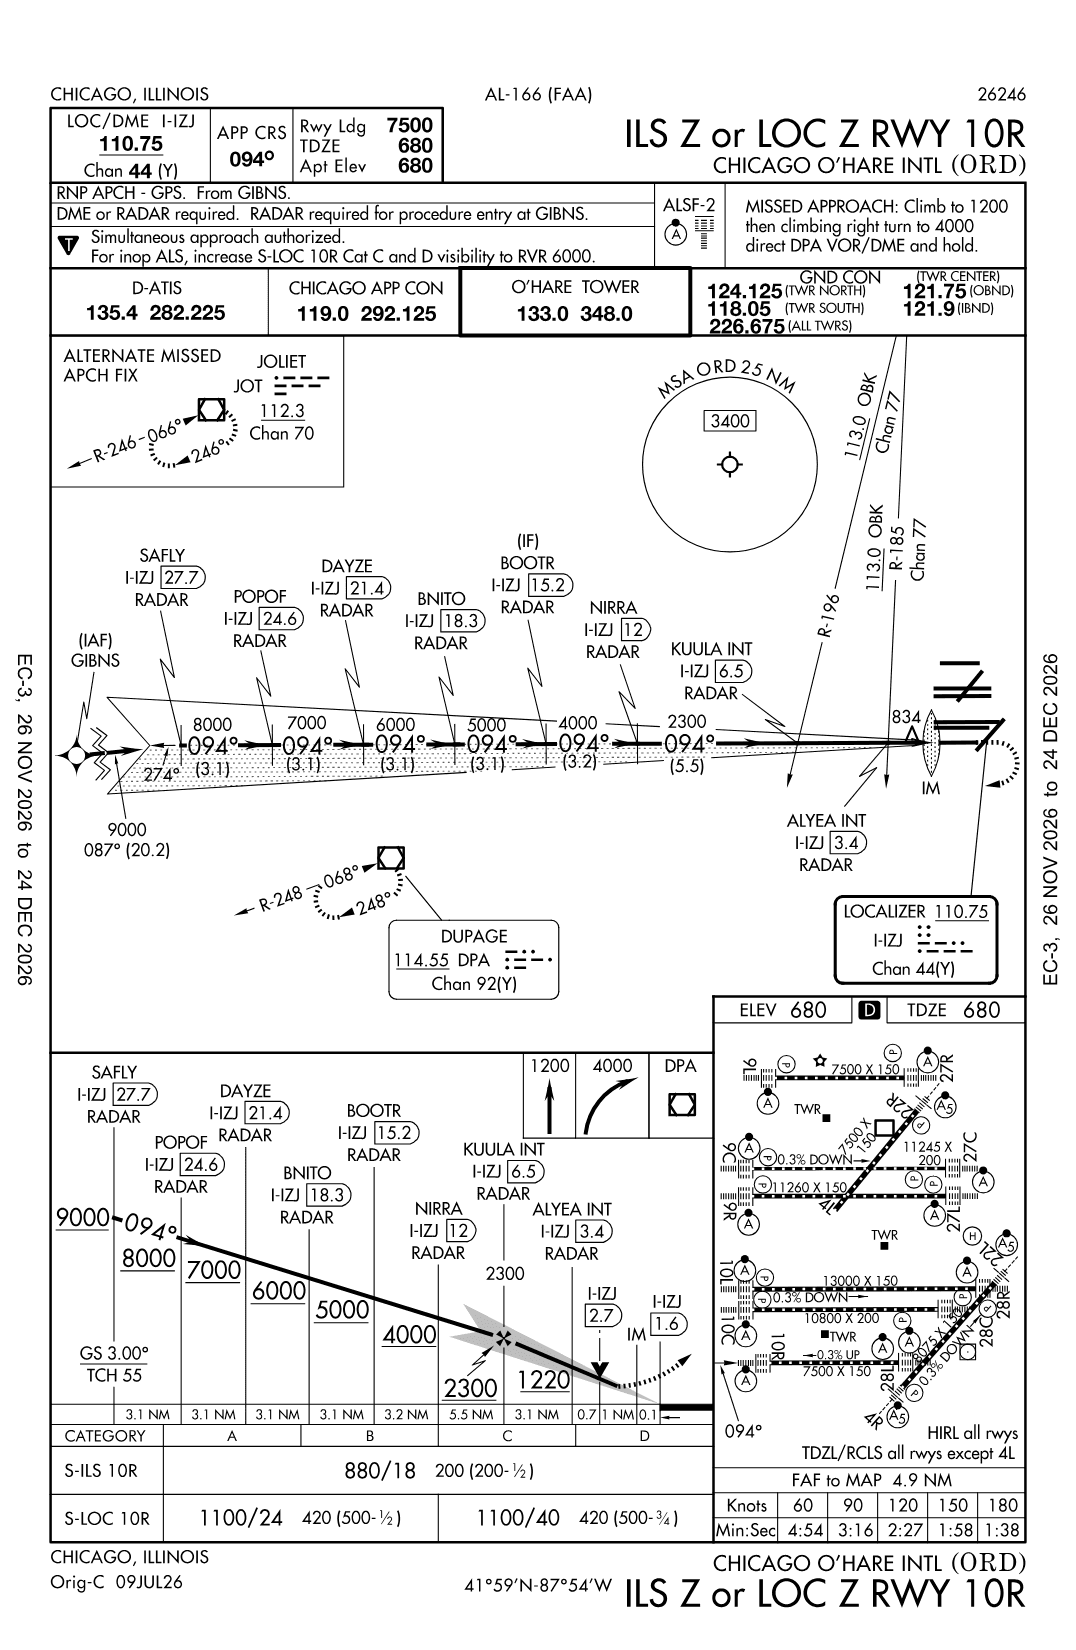 CHICAGO, ILLINOIS
AL-166 (FAA)
26246
LOC/DME I-IZJ
110.75
Chan 44 (Y)
APP CRS
094°
Rwy Ldg 7500
TDZE 680
Apt Elev 680
ILS Z or LOC Z RWY 10R
CHICAGO O'HARE INTL (ORD)
RNP APCH - GPS. From GIBNS.
DME or RADAR required. RADAR required for procedure entry at GIBNS.
T
Simultaneous approach authorized.
For inop ALS, increase S-LOC 10R Cat C and D visibility to RVR 6000.
ALSF-2
A
MISSED APPROACH: Climb to 1200
then climbing right turn to 4000
direct DPA VOR/DME and hold.
D-ATIS
135.4 282.225
CHICAGO APP CON
119.0 292.125
O'HARE TOWER
133.0 348.0
GND CON
124.125 (TWR NORTH)
118.05 (TWR SOUTH)
226.675 (ALL TWRS)
(TWR CENTER)
121.75 (OBND)
121.9 (IBND)
ALTERNATE MISSED
APCH FIX
JOLIET
JOT
112.3
Chan 70
R-246
066°
246°
MSA ORD 25 NM
3400
113.0 OBK
Chan 77
R-196
113.0 OBK
R-185
Chan 77
(IAF)
GIBNS
SAFLY
I-IZJ 27.7
RADAR
POPOF
I-IZJ 24.6
RADAR
DAYZE
I-IZJ 21.4
RADAR
BNITO
I-IZJ 18.3
RADAR
(IF)
BOOTR
I-IZJ 15.2
RADAR
NIRRA
I-IZJ 12
RADAR
KUULA INT
I-IZJ 6.5
RADAR
8000
094°
(3.1)
7000
094°
(3.1)
6000
094°
(3.1)
5000
094°
(3.1)
4000
094°
(3.2)
2300
094°
(5.5)
274°
9000
087° (20.2)
834
IM
ALYEA INT
I-IZJ 3.4
RADAR
R-248
068°
248°
DUPAGE
114.55 DPA
Chan 92(Y)
LOCALIZER 110.75
I-IZJ
Chan 44(Y)
EC-3, 26 NOV 2026 to 24 DEC 2026
EC-3, 26 NOV 2026 to 24 DEC 2026
ELEV 680
D
TDZE 680
9L
P
P
7500 X 150
A
27R
A
TWR
22R
A5
P
7500 X 150
9C
A
P
0.3% DOWN
11245 X 200
27C
A
P
P
P
11260 X 150
9R
A
4L
27L
A
TWR
H
22L
A5
10L
A
P
13000 X 150
A
28R
P
0.3% DOWN
10800 X 200
P
P
10C
A
TWR
P
28C
10R
A
0.3% UP
7500 X 150
A
A
28L
8075 X 150
0.3% DOWN
P
4R
A5
094°
HIRL all rwys
TDZL/RCLS all rwys except 4L
FAF to MAP 4.9 NM
Knots 60 90 120 150 180
Min:Sec 4:54 3:16 2:27 1:58 1:38
1200
4000
DPA
SAFLY
I-IZJ 27.7
RADAR
POPOF
I-IZJ 24.6
RADAR
DAYZE
I-IZJ 21.4
RADAR
BNITO
I-IZJ 18.3
RADAR
BOOTR
I-IZJ 15.2
RADAR
NIRRA
I-IZJ 12
RADAR
KUULA INT
I-IZJ 6.5
RADAR
2300
ALYEA INT
I-IZJ 3.4
RADAR
I-IZJ
2.7
I-IZJ
IM 1.6
9000
094°
8000
7000
6000
5000
4000
2300
1220
GS 3.00°
TCH 55
3.1 NM 3.1 NM 3.1 NM 3.1 NM 3.2 NM 5.5 NM 3.1 NM 0.7 1 NM 0.1
CATEGORY A B C D
S-ILS 10R 880/18 200 (200-½)
S-LOC 10R 1100/24 420 (500-½) 1100/40 420 (500-¾)
CHICAGO, ILLINOIS
Orig-C 09JUL26
41°59'N-87°54'W
CHICAGO O'HARE INTL (ORD)
ILS Z or LOC Z RWY 10R